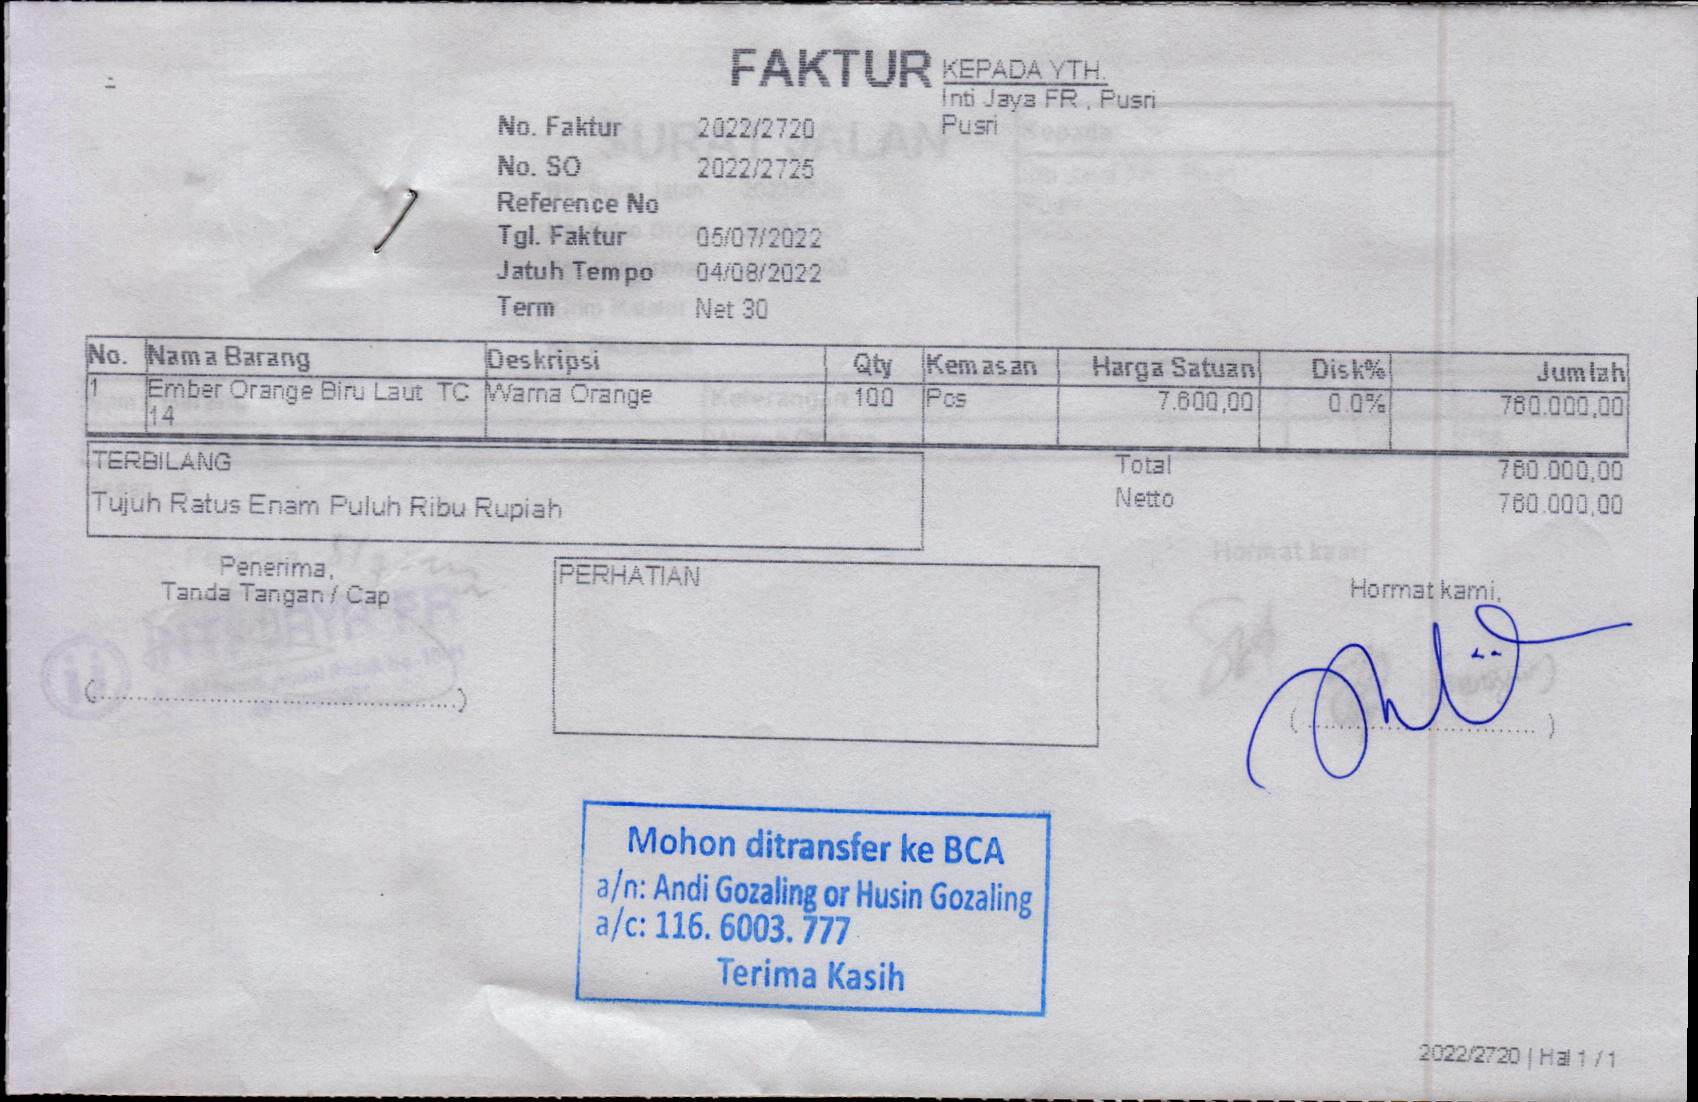 FAKTUR
KEPADA YTH.
Inti Jaya FR , Pusri
Pusri
No. Faktur 2022/2720
No. SO 2022/2725
Reference No
Tgl. Faktur 05/07/2022
Jatuh Tempo 04/08/2022
Term Net 30
No. Nama Barang Deskripsi Qty Kemasan Harga Satuan Disk% Jumlah
1 Ember Orange Biru Laut TC Warna Orange 100 Pcs 7.600,00 0.0% 760.000,00
14
TERBILANG
Tujuh Ratus Enam Puluh Ribu Rupiah
Total 760.000,00
Netto 760.000,00
Penerima,
Tanda Tangan / Cap
(..........................................................)
PERHATIAN
Hormat kami,
(....................................)
Mohon ditransfer ke BCA
a/n: Andi Gozaling or Husin Gozaling
a/c: 116. 6003. 777
Terima Kasih
2022/2720 | Hal 1 / 1